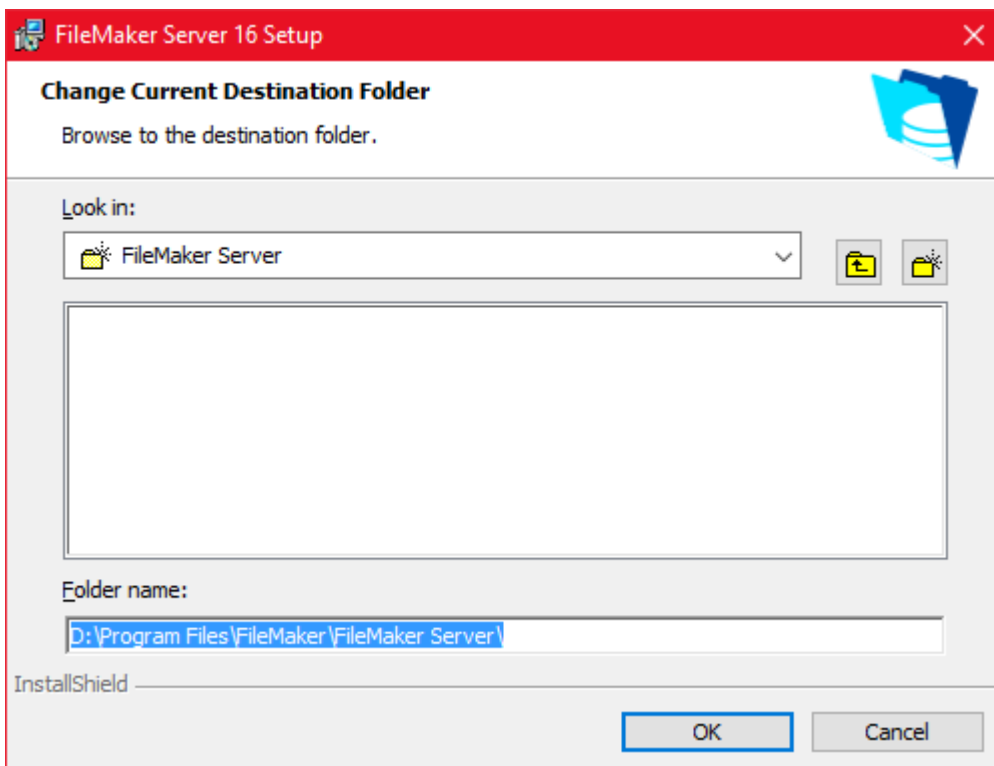 FileMaker Server 16 Setup
Change Current Destination Folder
Browse to the destination folder.
Look in:
FileMaker Server
Folder name:
D:\Program Files\FileMaker\FileMaker Server\
InstallShield
OK Cancel